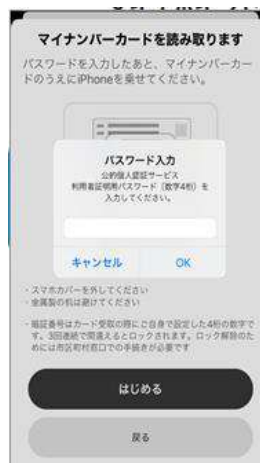 マイナンバーカードを読み取ります
パスワードを入力したあと、マイナンバーカー
ドのうえにiPhoneを乗せてください。
パスワード入力
公的個人認証サービス
利用者証明用パスワード（数字4桁）を
入力してください。
キャンセル
OK
・スマホカバーを外してください
・金属製の机は避けてください
・暗証番号はカード受取の際にご自身で設定した4桁の数字で
す。3回連続で間違えるとロックされます。ロック解除のた
めには市区町村窓口での手続きが必要です
はじめる
戻る